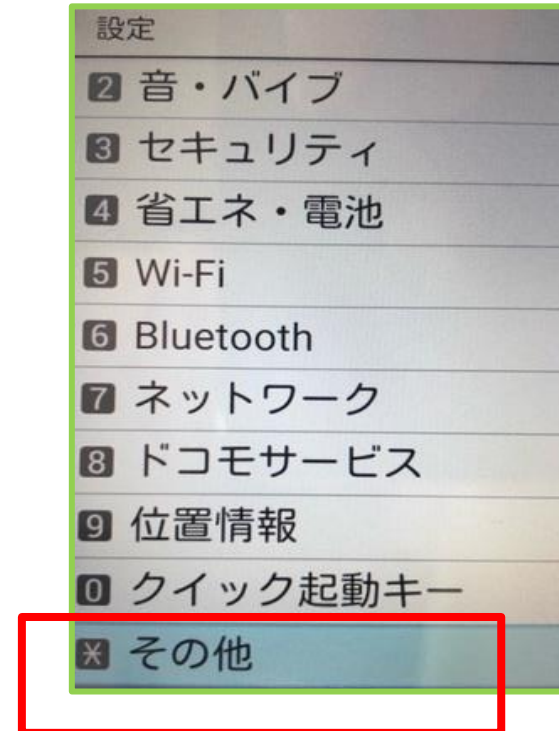 設定
2 音・バイブ
3 セキュリティ
4 省エネ・電池
5 Wi-Fi
6 Bluetooth
7 ネットワーク
8 ドコモサービス
9 位置情報
0 クイック起動キー
* その他